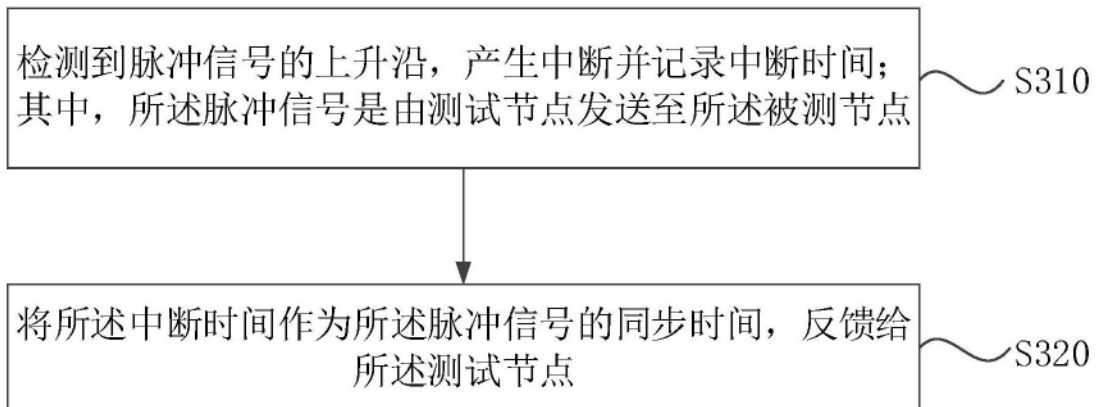 检测到脉冲信号的上升沿，产生中断并记录中断时间；
其中，所述脉冲信号是由测试节点发送至所述被测节点
S310
将所述中断时间作为所述脉冲信号的同步时间，反馈给
所述测试节点
S320